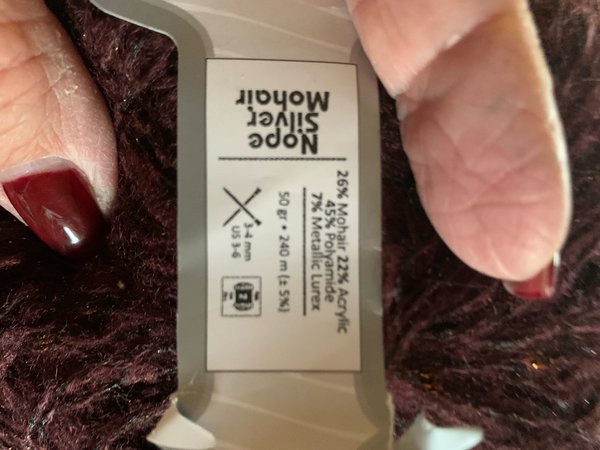 Nope
Silver,
Mohair
26% Mohair 22% Acrylic
45% Polyamide
7% Metallic Lurex
50 gr • 240 m (± 5%)
3-4 mm
US 3-6